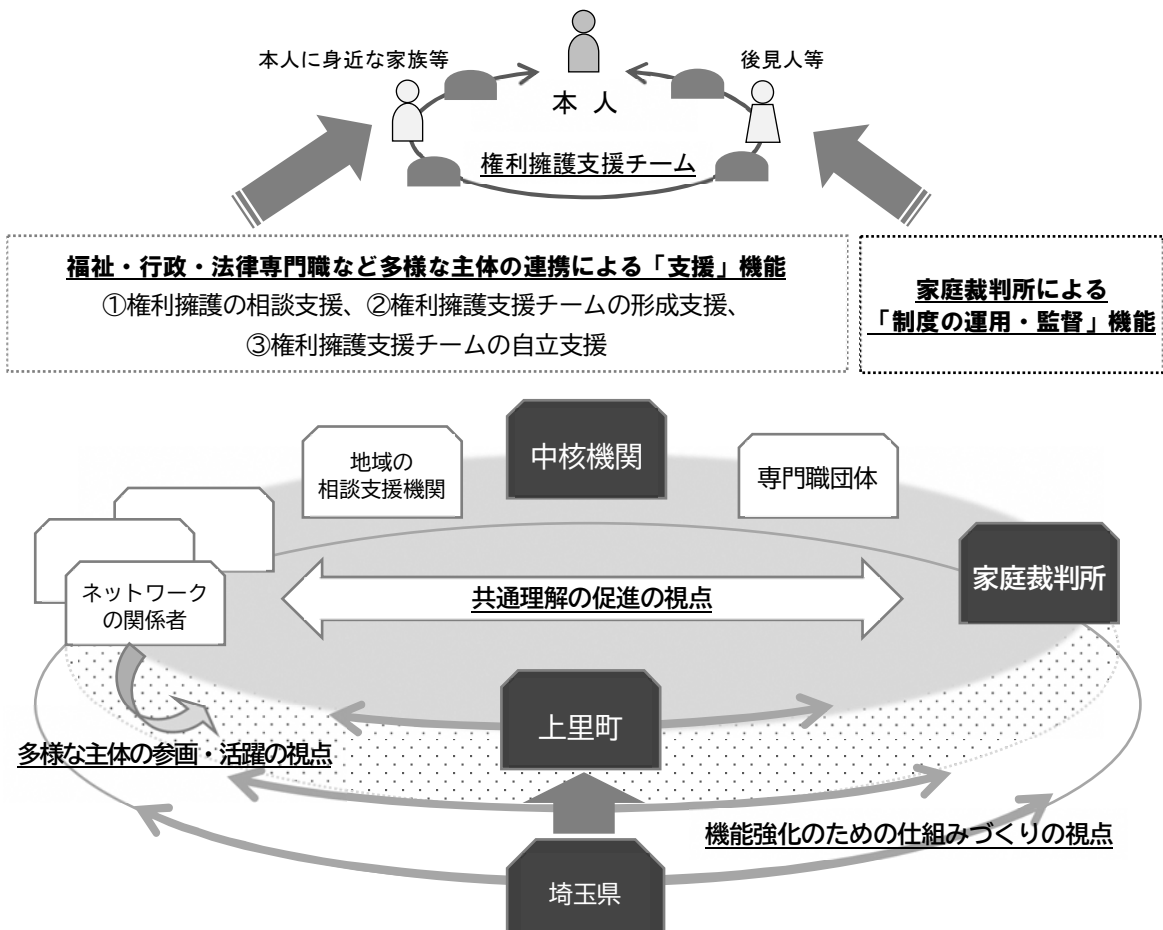 本人に身近な家族等
後見人等
本 人
権利擁護支援チーム
福祉・行政・法律専門職など多様な主体の連携による「支援」機能
①権利擁護の相談支援、②権利擁護支援チームの形成支援、
③権利擁護支援チームの自立支援
家庭裁判所による
「制度の運用・監督」機能
中核機関
地域の
相談支援機関
専門職団体
家庭裁判所
ネットワーク
の関係者
共通理解の促進の視点
上里町
多様な主体の参画・活躍の視点
機能強化のための仕組みづくりの視点
埼玉県